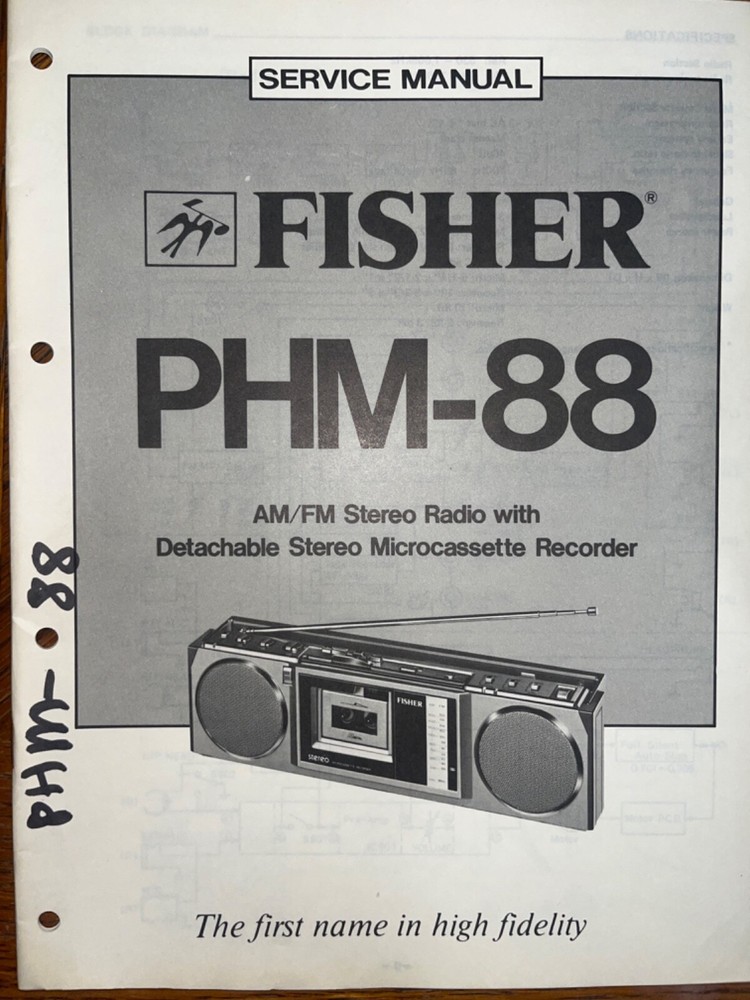 SERVICE MANUAL
FISHER®
PHM-88
AM/FM Stereo Radio with
Detachable Stereo Microcassette Recorder
PHM-88
FISHER
stereo
The first name in high fidelity